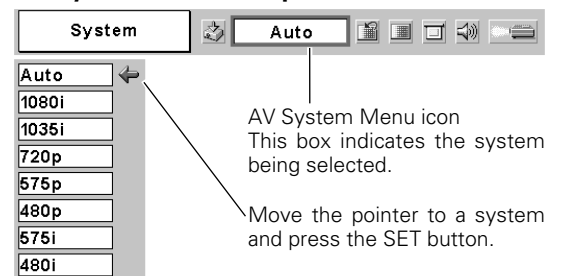 System
Auto
Auto
1080i
1035i
720p
575p
480p
575i
480i
AV System Menu icon
This box indicates the system
being selected.
Move the pointer to a system
and press the SET button.